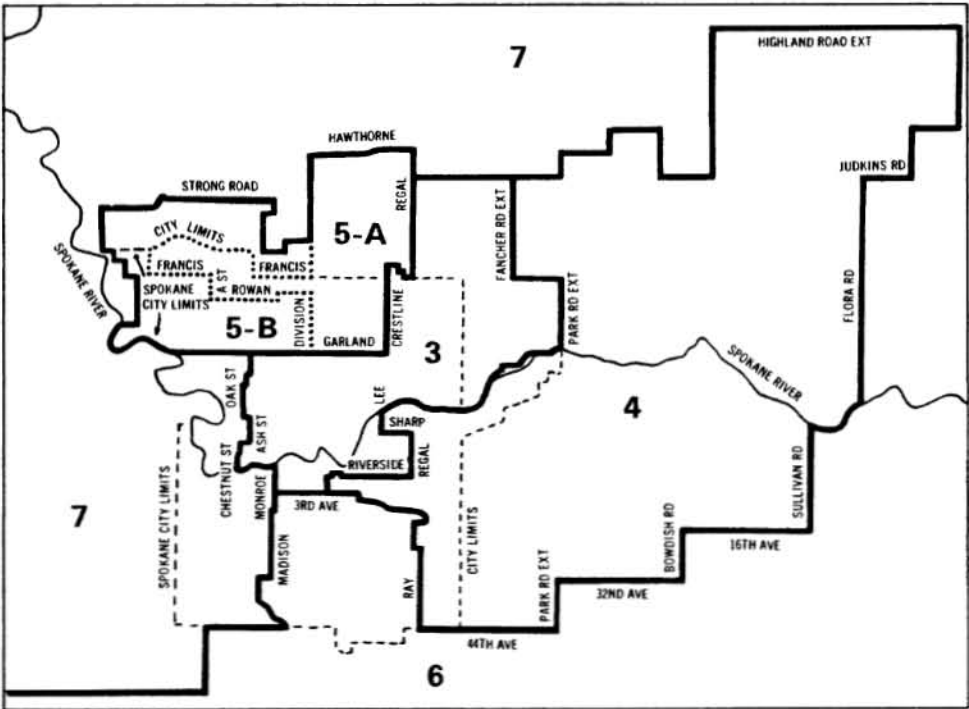 7
HIGHLAND ROAD EXT
HAWTHORNE
JUDKINS RD
STRONG ROAD
REGAL
CITY LIMITS
5-A
FANCHER RD EXT
SPOKANE RIVER
FRANCIS
FRANCIS
A ST
ROWAN
SPOKANE
CITY LIMITS
5-B
DIVISION
GARLAND
CRESTLINE
PARK RD EXT
FLORA RD
3
SPOKANE RIVER
4
OAK ST
ASH ST
LEE
SHARP
REGAL
RIVERSIDE
CHESTNUT ST
MONROE
3RD AVE
SPOKANE CITY LIMITS
7
MADISON
RAY
CITY LIMITS
PARK RD EXT
BOWDISH RD
SULLIVAN RD
16TH AVE
32ND AVE
44TH AVE
6